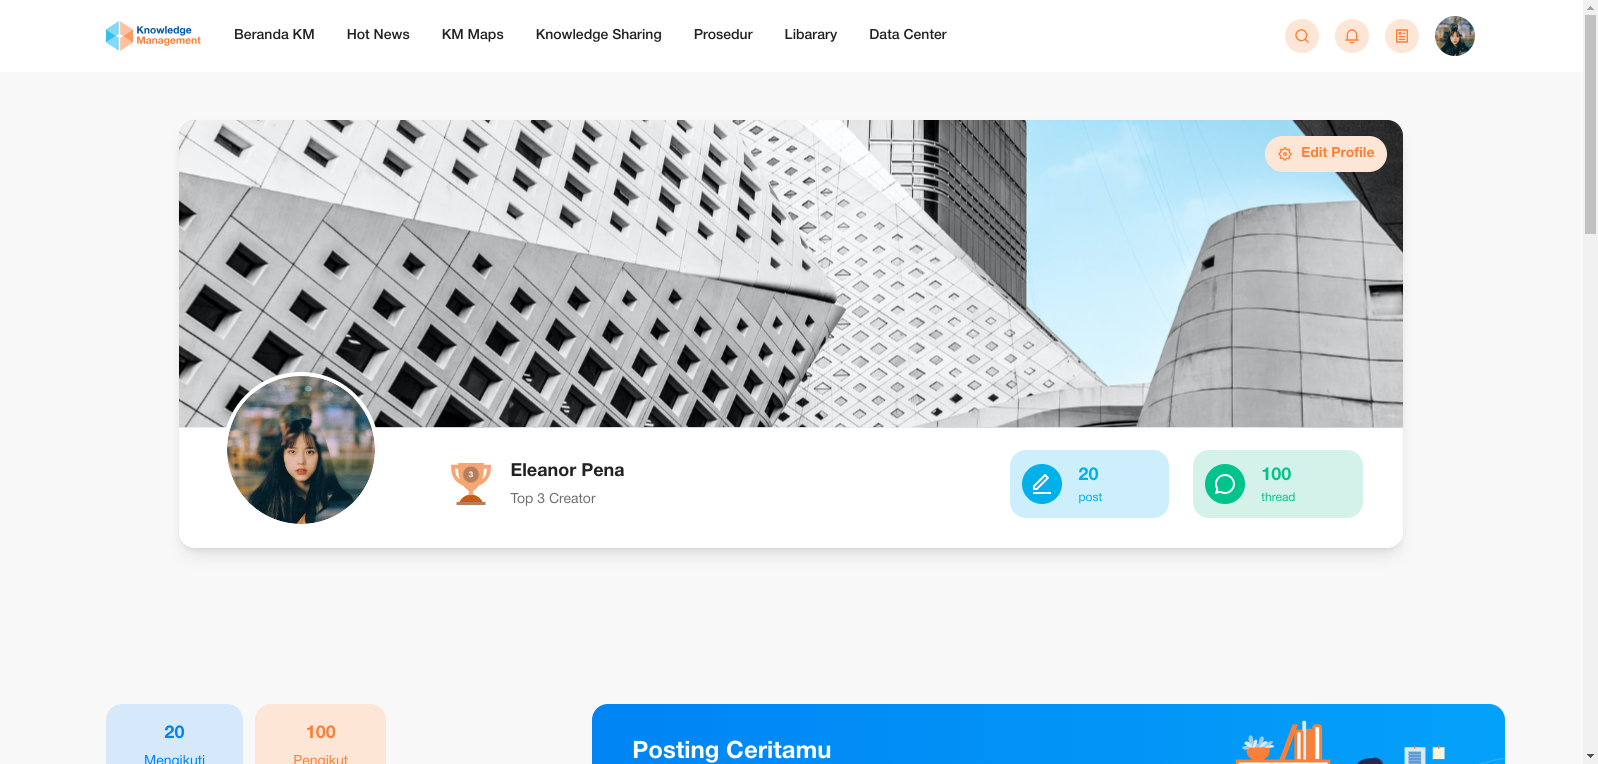 Knowledge
Management
Beranda KM
Hot News
KM Maps
Knowledge Sharing
Prosedur
Libarary
Data Center
Edit Profile
3
Eleanor Pena
Top 3 Creator
20
post
100
thread
20
Mengikuti
100
Pengikut
Posting Ceritamu